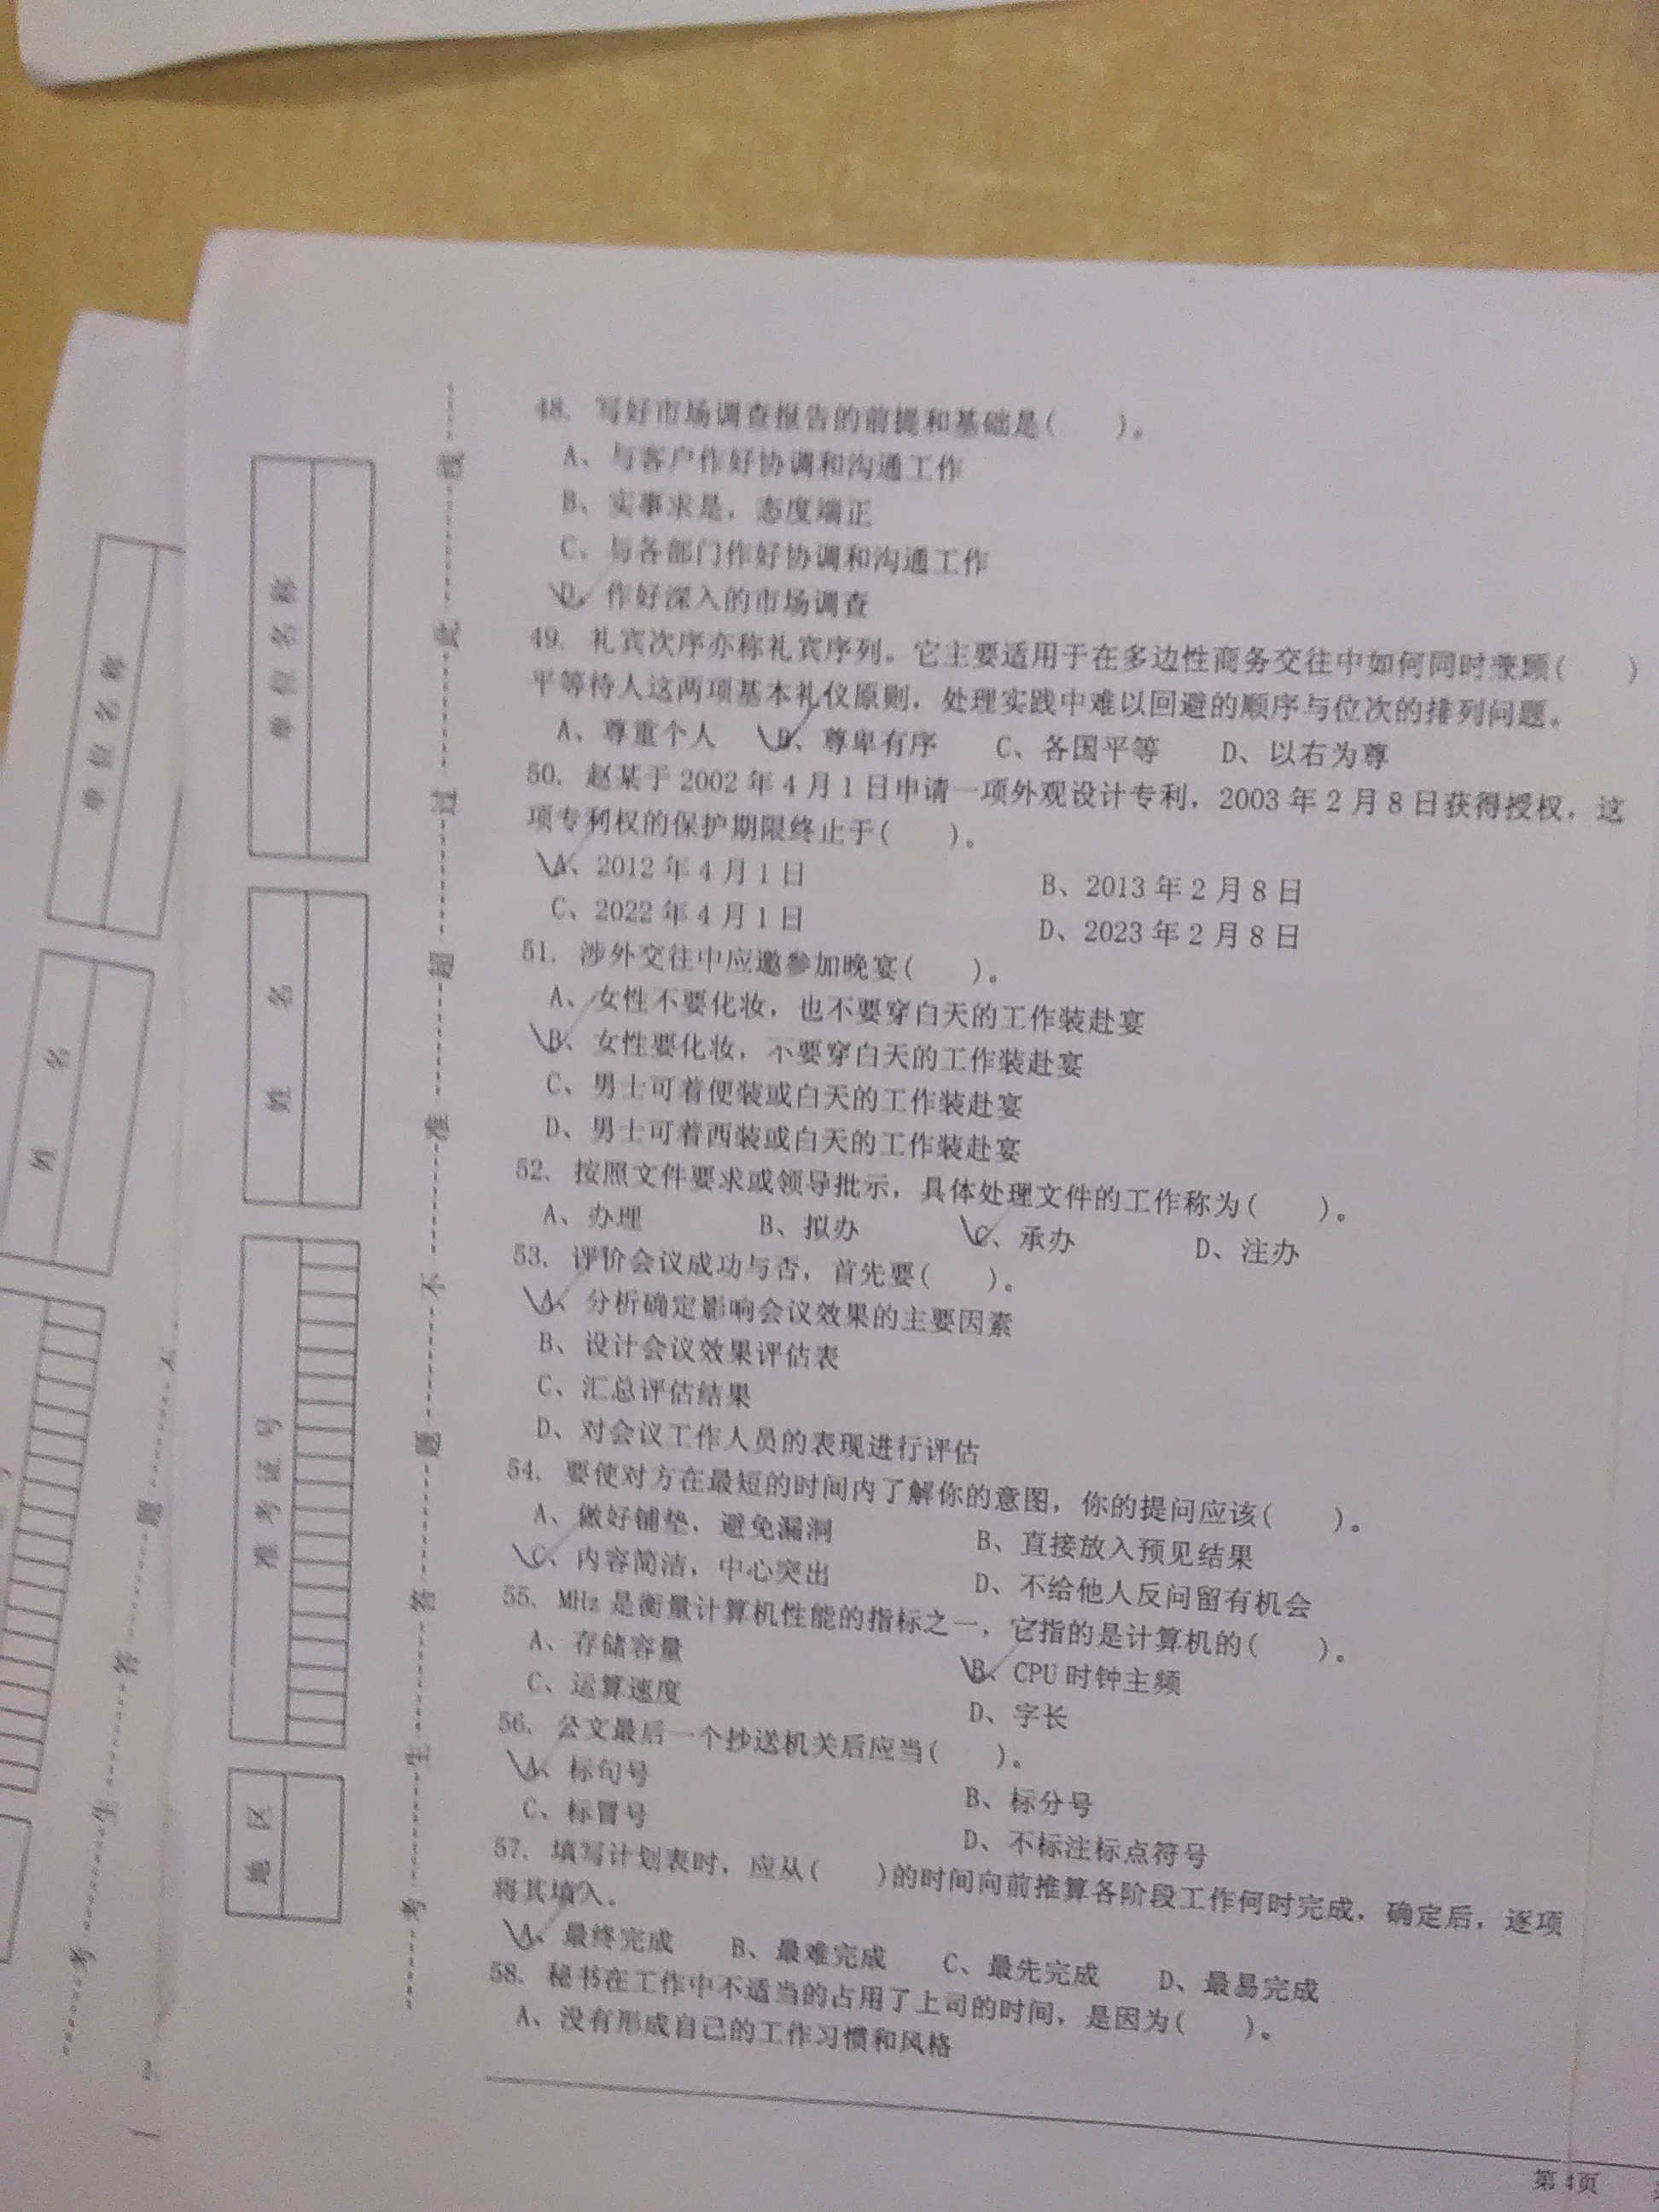 48. 写好市场调查报告的前提和基础是(　　)。
A、与客户作好协调和沟通工作
B、实事求是，态度端正
C、与各部门作好协调和沟通工作
D、作好深入的市场调查
49. 礼宾次序亦称礼宾序列。它主要适用于在多边性商务交往中如何同时兼顾(　　)
平等待人这两项基本礼仪原则，处理实践中难以回避的顺序与位次的排列问题。
A、尊重个人　B、尊卑有序　C、各国平等　D、以右为尊
50. 赵某于 2002 年 4 月 1 日申请一项外观设计专利，2003 年 2 月 8 日获得授权，这
项专利权的保护期限终止于(　　)。
A、2012 年 4 月 1 日　B、2013 年 2 月 8 日
C、2022 年 4 月 1 日　D、2023 年 2 月 8 日
51. 涉外交往中应邀参加晚宴(　　)。
A、女性不要化妆，也不要穿白天的工作装赴宴
B、女性要化妆，不要穿白天的工作装赴宴
C、男士可着便装或白天的工作装赴宴
D、男士可着西装或白天的工作装赴宴
52. 按照文件要求或领导批示，具体处理文件的工作称为(　　)。
A、办理　B、拟办　C、承办　D、注办
53. 评价会议成功与否，首先要(　　)。
A、分析确定影响会议效果的主要因素
B、设计会议效果评估表
C、汇总评估结果
D、对会议工作人员的表现进行评估
54. 要使对方在最短的时间内了解你的意图，你的提问应该(　　)。
A、做好铺垫，避免漏洞　B、直接放入预见结果
C、内容简洁，中心突出　D、不给他人反问留有机会
55. MHz 是衡量计算机性能的指标之一，它指的是计算机的(　　)。
A、存储容量　B、CPU 时钟主频
C、运算速度　D、字长
56. 公文最后一个抄送机关后应当(　　)。
A、标句号　B、标分号
C、标冒号　D、不标注标点符号
57. 填写计划表时，应从(　　)的时间向前推算各阶段工作何时完成，确定后，逐项
将其填入。
A、最终完成　B、最难完成　C、最先完成　D、最易完成
58. 秘书在工作中不适当的占用了上司的时间，是因为(　　)。
A、没有形成自己的工作习惯和风格
第 4页
考生答题不准超过此线
地区
准考证号
姓名
单位名称
考生答题
姓名
单位名称